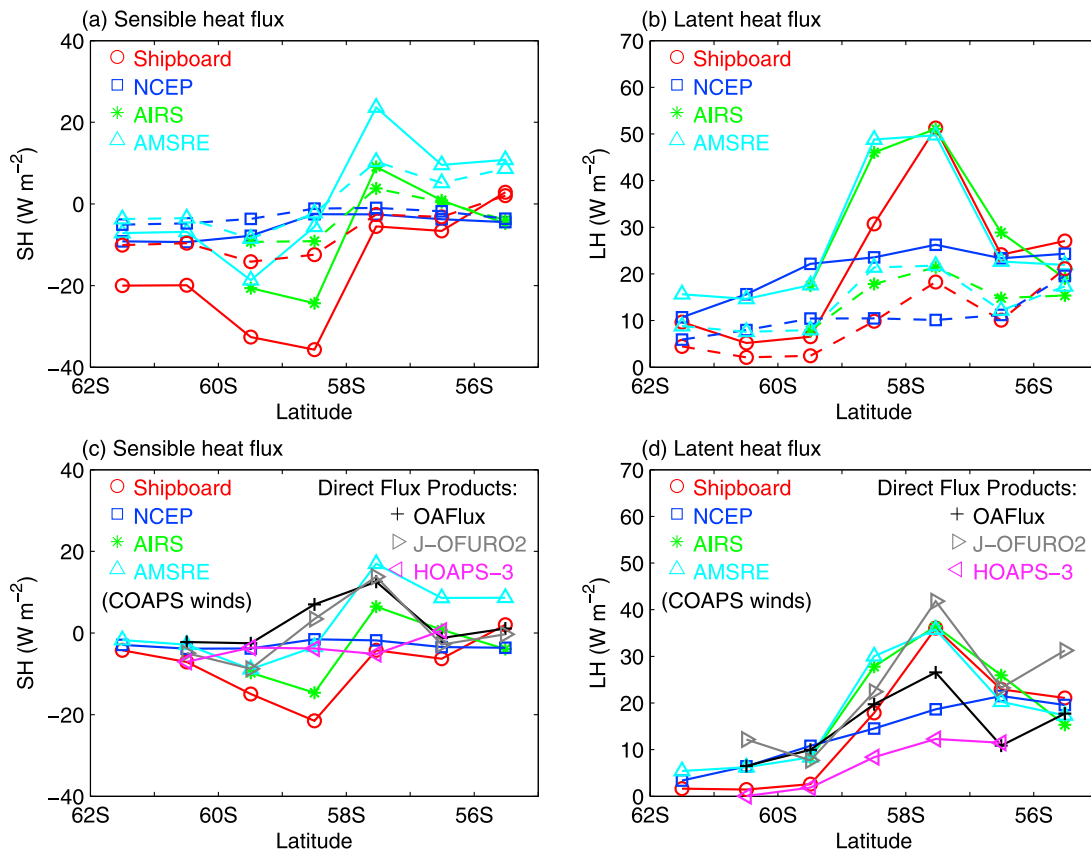 (a) Sensible heat flux
40
20
0
−20
−40
SH (W m−2)
Shipboard
NCEP
AIRS
AMSRE
62S 60S 58S 56S
Latitude
(b) Latent heat flux
70
60
50
40
30
20
10
0
LH (W m−2)
Shipboard
NCEP
AIRS
AMSRE
62S 60S 58S 56S
Latitude
(c) Sensible heat flux
40
20
0
−20
−40
SH (W m−2)
Shipboard
NCEP
AIRS
AMSRE
(COAPS winds)
Direct Flux Products:
OAFlux
J−OFURO2
HOAPS−3
62S 60S 58S 56S
Latitude
(d) Latent heat flux
70
60
50
40
30
20
10
0
LH (W m−2)
Shipboard
NCEP
AIRS
AMSRE
(COAPS winds)
Direct Flux Products:
OAFlux
J−OFURO2
HOAPS−3
62S 60S 58S 56S
Latitude